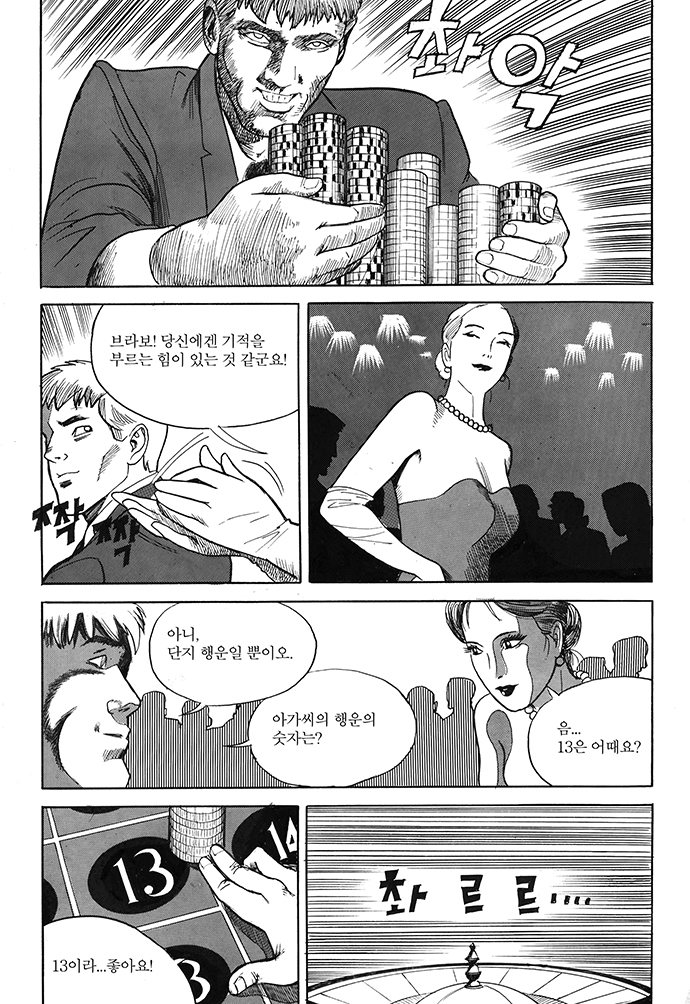 촤악
브라보! 당신에겐 기적을
부르는 힘이 있는 것 같군요!
짝
짝
아니,
단지 행운일 뿐이오.
아가씨의 행운의
숫자는?
음...
13은 어때요?
13
14
13이라...좋아요!
3
촤르르.....